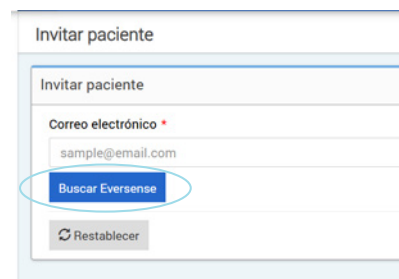 Invitar paciente
Invitar paciente
Correo electrónico *
sample@email.com
Buscar Eversense
Restablecer